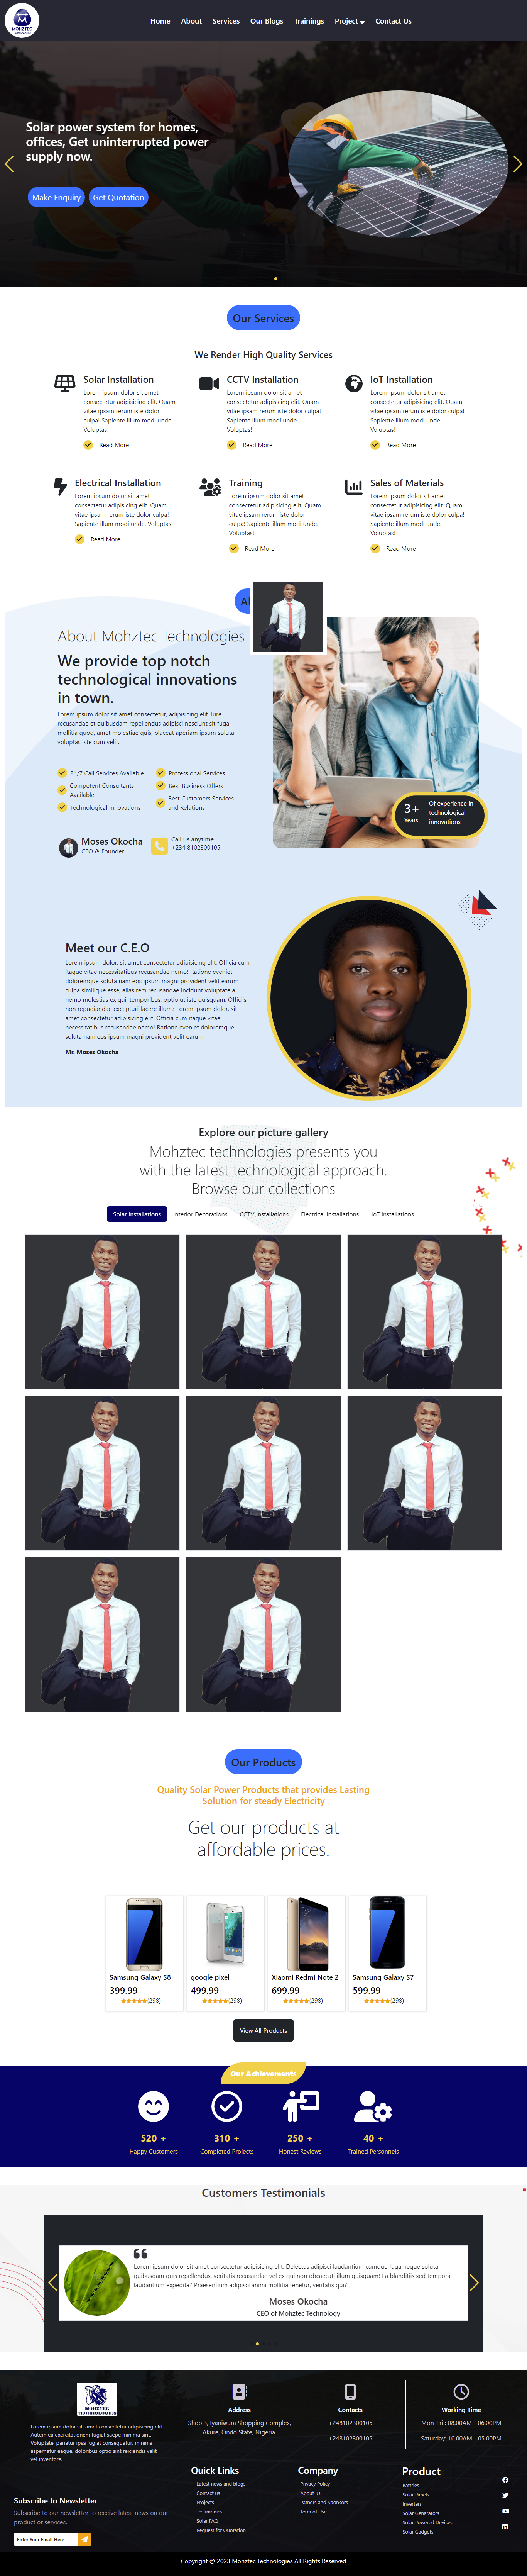 MOHZTEC
TECHNOLOGIES
Home About Services Our Blogs Trainings Project Contact Us
Solar power system for homes,
offices, Get uninterrupted power
supply now.
Make Enquiry Get Quotation
Our Services
We Render High Quality Services
Solar Installation
Lorem ipsum dolor sit amet
consectetur adipisicing elit. Quam
vitae ipsam rerum iste dolor
culpa! Sapiente illum modi unde.
Voluptas!
Read More
CCTV Installation
Lorem ipsum dolor sit amet
consectetur adipisicing elit. Quam
vitae ipsam rerum iste dolor culpa!
Sapiente illum modi unde.
Voluptas!
Read More
IoT Installation
Lorem ipsum dolor sit amet
consectetur adipisicing elit. Quam
vitae ipsam rerum iste dolor culpa!
Sapiente illum modi unde.
Voluptas!
Read More
Electrical Installation
Lorem ipsum dolor sit amet
consectetur adipisicing elit. Quam
vitae ipsam rerum iste dolor culpa!
Sapiente illum modi unde. Voluptas!
Read More
Training
Lorem ipsum dolor sit amet
consectetur adipisicing elit. Quam
vitae ipsam rerum iste dolor
culpa! Sapiente illum modi unde.
Voluptas!
Read More
Sales of Materials
Lorem ipsum dolor sit amet
consectetur adipisicing elit. Quam
vitae ipsam rerum iste dolor culpa!
Sapiente illum modi unde.
Voluptas!
Read More
About Mohztec Technologies
We provide top notch
technological innovations
in town.
Lorem ipsum dolor sit amet consectetur, adipisicing elit. Iure
recusandae et quibusdam repellendus adipisci nesciunt sit fuga
mollitia quod, amet molestiae quis, placeat aperiam ipsum soluta
voluptas iste cum velit.
24/7 Call Services Available
Competent Consultants
Available
Technological Innovations
Professional Services
Best Business Offers
Best Customers Services
and Relations
3+
Years
Of experience in
technological
innovations
Moses Okocha
CEO & Founder
Call us anytime
+234 8102300105
Meet our C.E.O
Lorem ipsum dolor, sit amet consectetur adipisicing elit. Officia cum
itaque vitae necessitatibus recusandae nemo! Ratione eveniet
doloremque soluta nam eos ipsum magni provident velit earum
culpa similique esse, alias rem recusandae incidunt voluptate a
nemo molestias ex qui, temporibus, optio ut iste quisquam. Officiis
non repudiandae excepturi facere illum? Lorem ipsum dolor, sit
amet consectetur adipisicing elit. Officia cum itaque vitae
necessitatibus recusandae nemo! Ratione eveniet doloremque
soluta nam eos ipsum magni provident velit earum
Mr. Moses Okocha
Explore our picture gallery
Mohztec technologies presents you
with the latest technological approach.
Browse our collections
Solar Installations Interior Decorations CCTV Installations Electrical Installations IoT Installations
Our Products
Quality Solar Power Products that provides Lasting
Solution for steady Electricity
Get our products at
affordable prices.
Samsung Galaxy S8
399.99
(298)
google pixel
499.99
(298)
Xiaomi Redmi Note 2
699.99
(298)
Samsung Galaxy S7
599.99
(298)
View All Products
Our Achievements
520 + 310 + 250 + 40 +
Happy Customers Completed Projects Honest Reviews Trained Personnels
Customers Testimonials
Lorem ipsum dolor sit amet consectetur adipisicing elit. Delectus adipisci laudantium cumque fuga neque soluta
quibusdam quis repellendus, veritatis recusandae vel ex qui non obcaecati illum quisquam! Ea blanditiis sed tempora
laudantium expedita? Praesentium adipisci animi mollitia tenetur, veritatis qui?
Moses Okocha
CEO of Mohztec Technology
MOHZTEC
TECHNOLOGIES
Lorem ipsum dolor sit, amet consectetur adipisicing elit.
Autem ea exercitationem fugiat saepe minima sint.
Voluptate, pariatur ipsa fugiat consequatur, minima
aspernatur eaque, doloribus optio sint reiciendis velit
vel inventore.
Address
Shop 3, Iyaniwura Shopping Complex,
Akure, Ondo State, Nigeria.
Contacts
+248102300105
+248102300105
Working Time
Mon-Fri : 08.00AM - 06.00PM
Saturday: 10.00AM - 05.00PM
Subscribe to Newsletter
Subscribe to our newsletter to receive latest news on our
product or services.
Enter Your Email Here
Quick Links
Latest news and blogs
Contact us
Projects
Testimonies
Solar FAQ
Request for Quotation
Company
Privacy Policy
About us
Patners and Sponsors
Term of Use
Product
Battries
Solar Panels
Inverters
Solar Genarators
Solar Powered Devices
Solar Gadgets
Copyright @ 2023 Mohztec Technologies All Rights Reserved